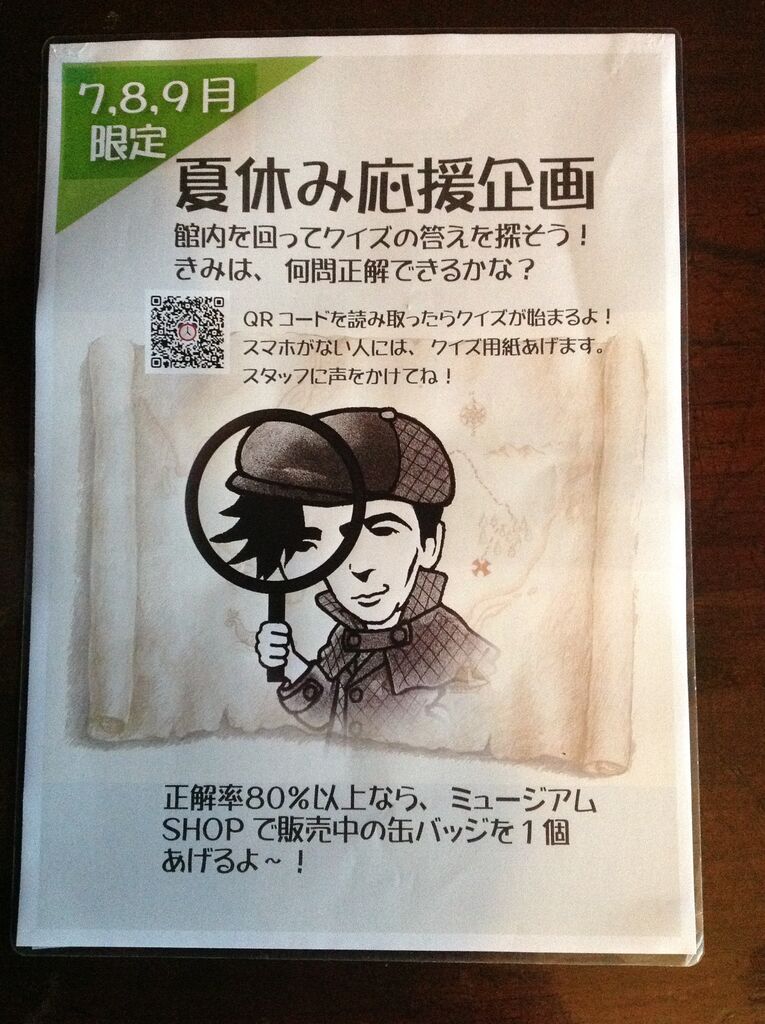 7,8,9月
限定
夏休み応援企画
館内を回ってクイズの答えを探そう！
きみは、何問正解できるかな？
QRコードを読み取ったらクイズが始まるよ！
スマホがない人には、クイズ用紙あげます。
スタッフに声をかけてね！
正解率80%以上なら、ミュージアム
SHOPで販売中の缶バッジを1個
あげるよ～！